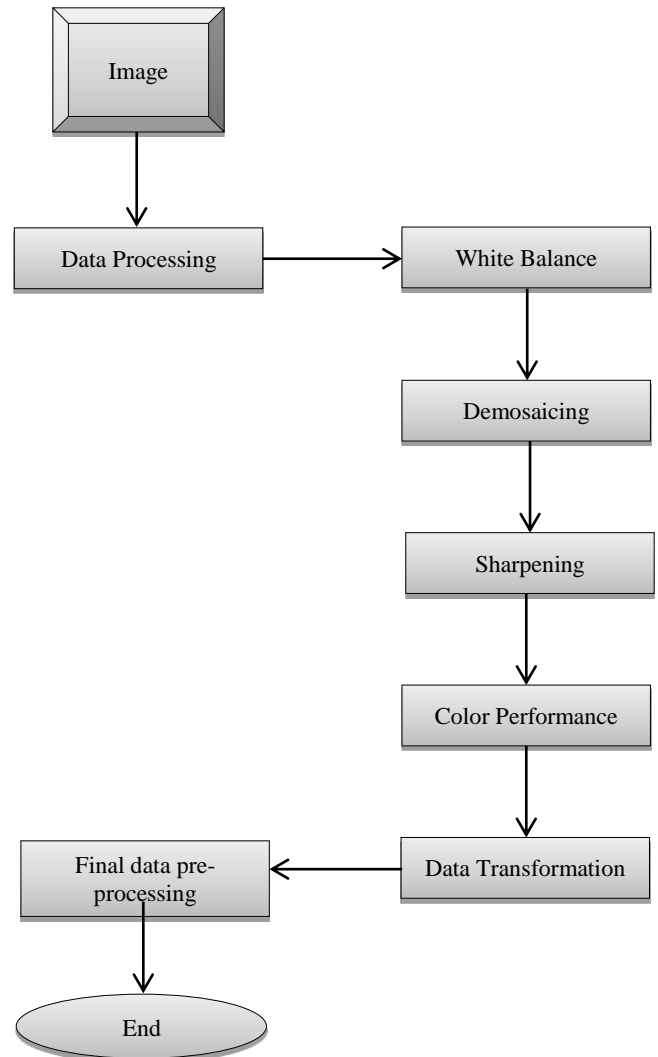 Image
Data Processing
White Balance
Demosaicing
Sharpening
Color Performance
Data Transformation
Final data pre-
processing
End